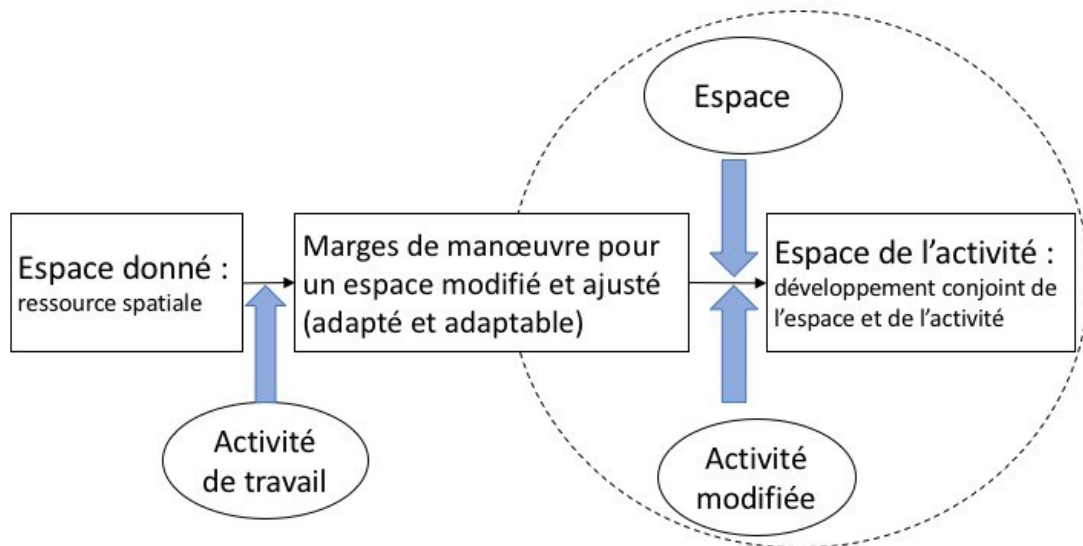 Espace
Espace donné :
ressource spatiale
Marges de manœuvre pour
un espace modifié et ajusté
(adapté et adaptable)
Espace de l’activité :
développement conjoint de
l’espace et de l’activité
Activité
de travail
Activité
modifiée